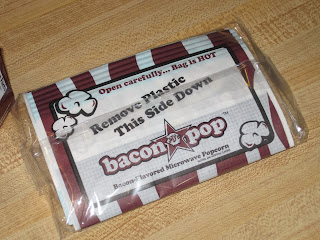 Open carefully... Bag is HOT
Remove Plastic
This Side Down
bacon pop
Bacon Flavored Microwave Popcorn